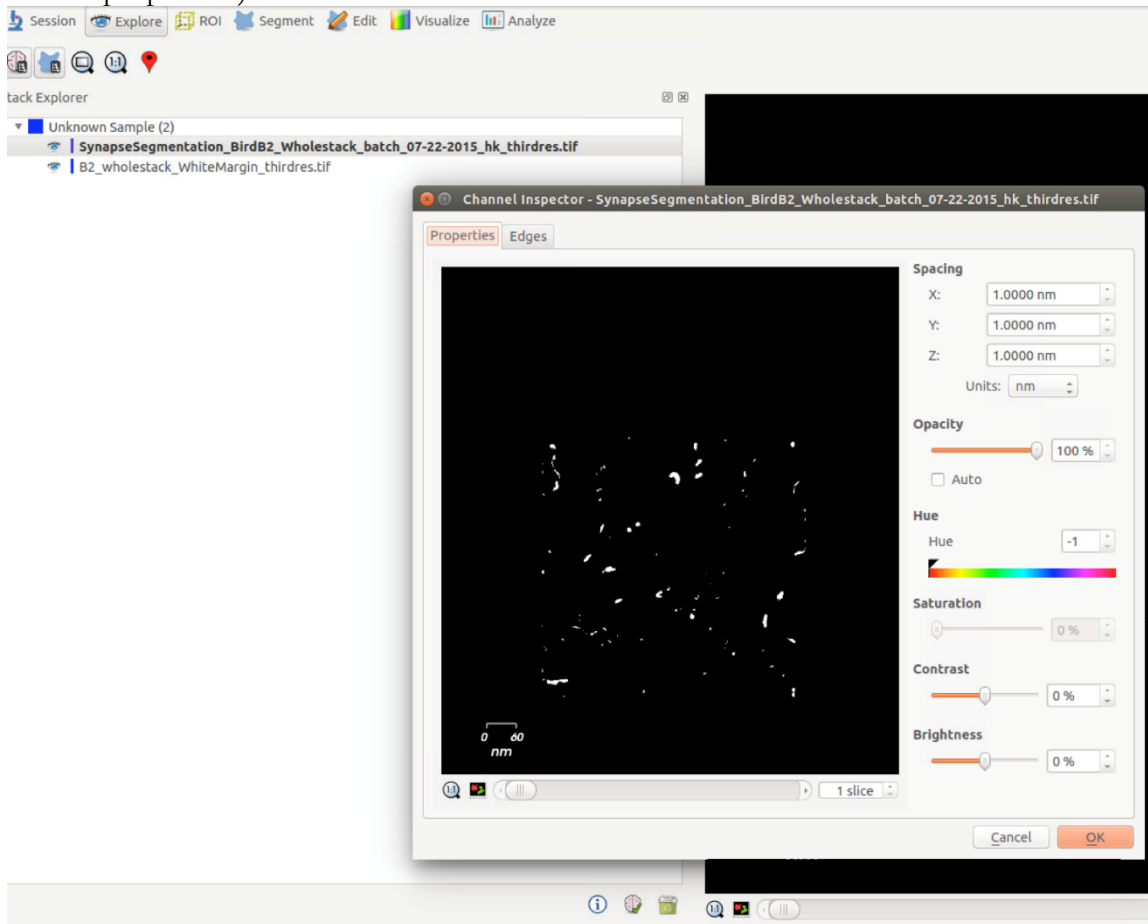 Session Explore ROI Segment Edit Visualize Analyze
tack Explorer
Unknown Sample (2)
SynapseSegmentation_BirdB2_Wholestack_batch_07-22-2015_hk_thirdres.tif
B2_wholestack_WhiteMargin_thirdres.tif
Channel Inspector - SynapseSegmentation_BirdB2_Wholestack_batch_07-22-2015_hk_thirdres.tif
Properties Edges
Spacing
X: 1.0000 nm
Y: 1.0000 nm
Z: 1.0000 nm
Units: nm
Opacity
100 %
Auto
Hue
Hue -1
Saturation
0 %
Contrast
0 %
Brightness
0 %
0 60
nm
1:1
1 slice
Cancel OK